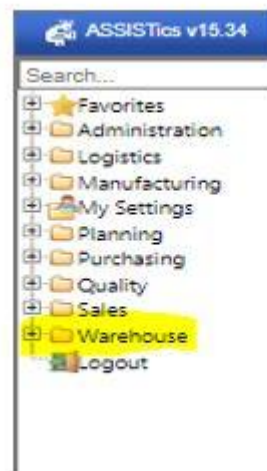 ASSISTics v15.34
Search...
Favorites
Administration
Logistics
Manufacturing
My Settings
Planning
Purchasing
Quality
Sales
Warehouse
Logout